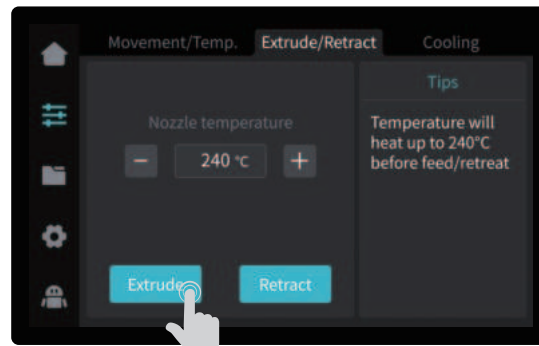 Movement/Temp. Extrude/Retract Cooling
Tips
Nozzle temperature
Temperature will
heat up to 240°C
before feed/retreat
− 240 °C +
Extrude Retract